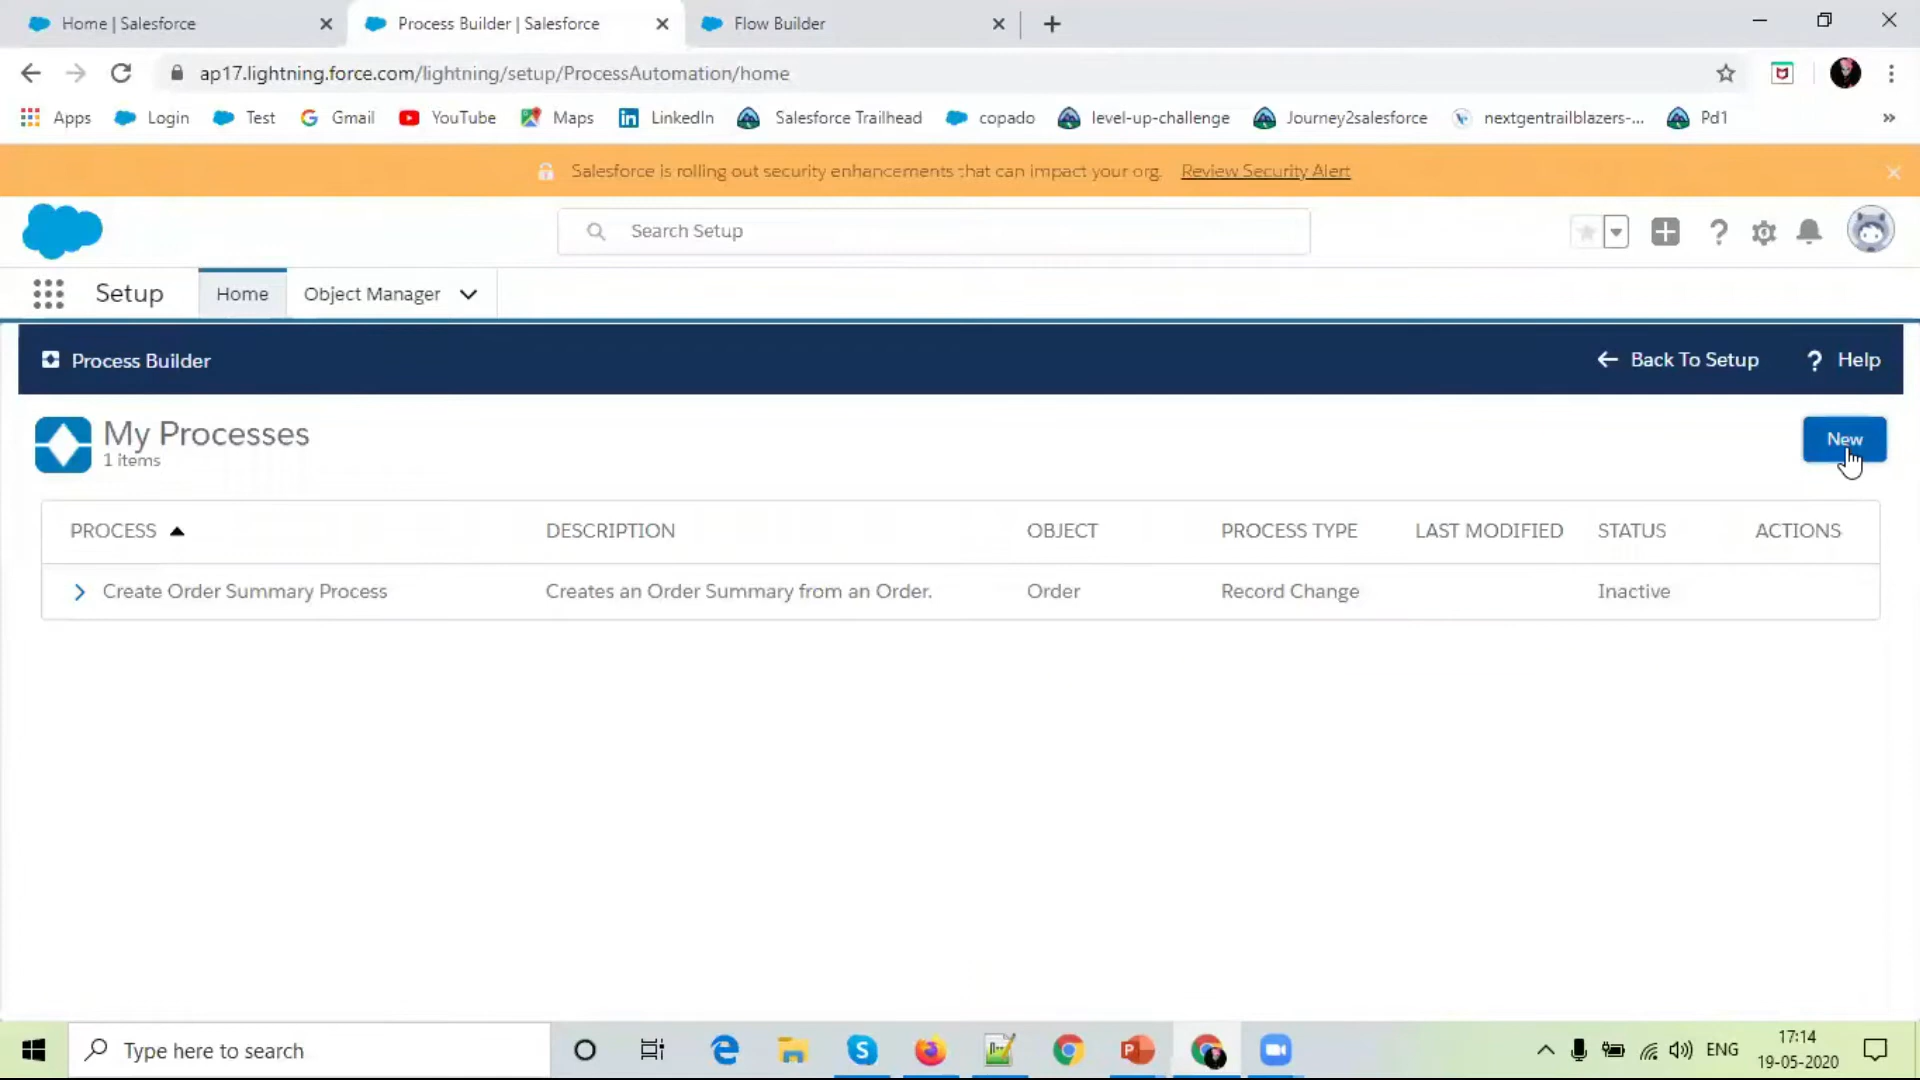 Home | Salesforce
Process Builder | Salesforce
Flow Builder
ap17.lightning.force.com/lightning/setup/ProcessAutomation/home
Apps Login Test Gmail YouTube Maps LinkedIn Salesforce Trailhead copado level-up-challenge Journey2salesforce nextgentrailblazers-... Pd1 »
Salesforce is rolling out security enhancements that can impact your org. Review Security Alert
Search Setup
Setup Home Object Manager
Process Builder
Back To Setup ? Help
My Processes
1 items
New
PROCESS DESCRIPTION OBJECT PROCESS TYPE LAST MODIFIED STATUS ACTIONS
Create Order Summary Process Creates an Order Summary from an Order. Order Record Change Inactive
Type here to search
ENG
17:14
19-05-2020